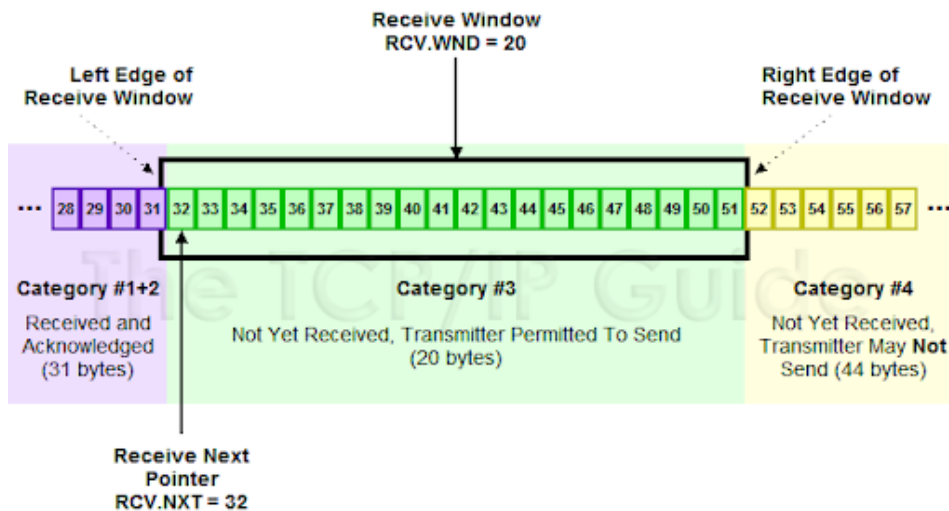 Receive Window
RCV.WND = 20
Left Edge of
Receive Window
Right Edge of
Receive Window
... 28 29 30 31 32 33 34 35 36 37 38 39 40 41 42 43 44 45 46 47 48 49 50 51 52 53 54 55 56 57 ...
The TCP/IP Guide
Category #1+2
Received and
Acknowledged
(31 bytes)
Category #3
Not Yet Received, Transmitter Permitted To Send
(20 bytes)
Category #4
Not Yet Received,
Transmitter May Not
Send (44 bytes)
Receive Next
Pointer
RCV.NXT = 32